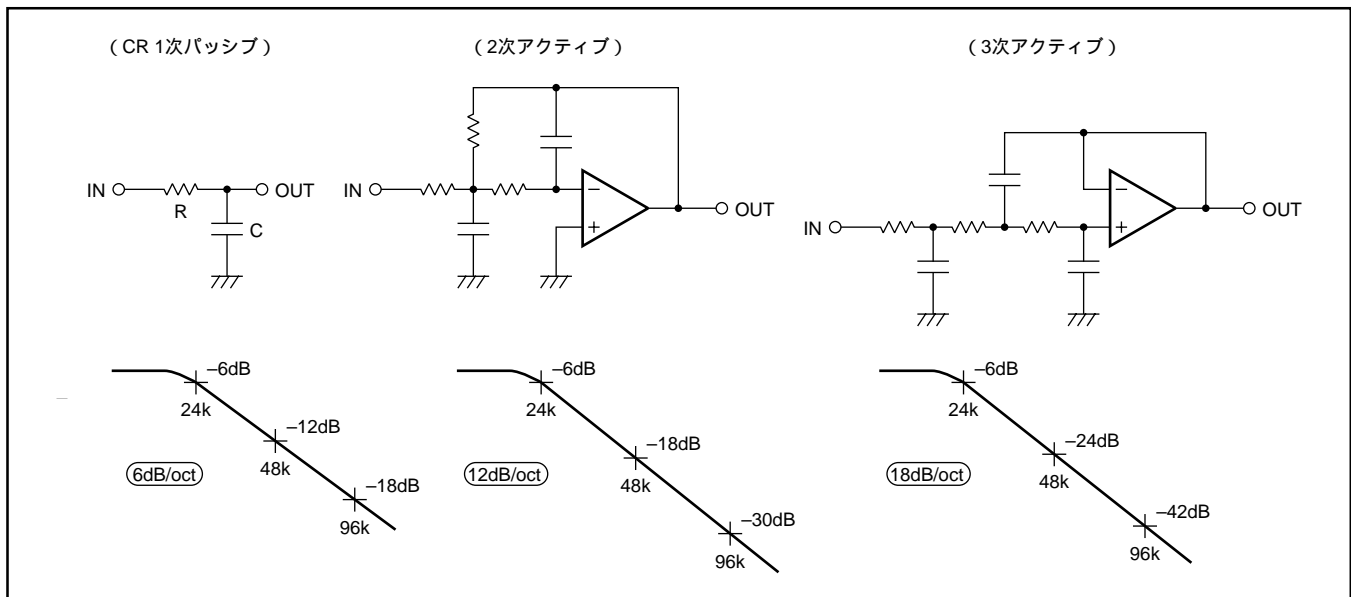 （CR 1次パッシブ）
（2次アクティブ）
（3次アクティブ）
IN
R
C
OUT
IN
−
+
OUT
IN
−
+
OUT
–6dB
24k
–12dB
48k
–18dB
96k
6dB/oct
–6dB
24k
–18dB
48k
–30dB
96k
12dB/oct
–6dB
24k
–24dB
48k
–42dB
96k
18dB/oct